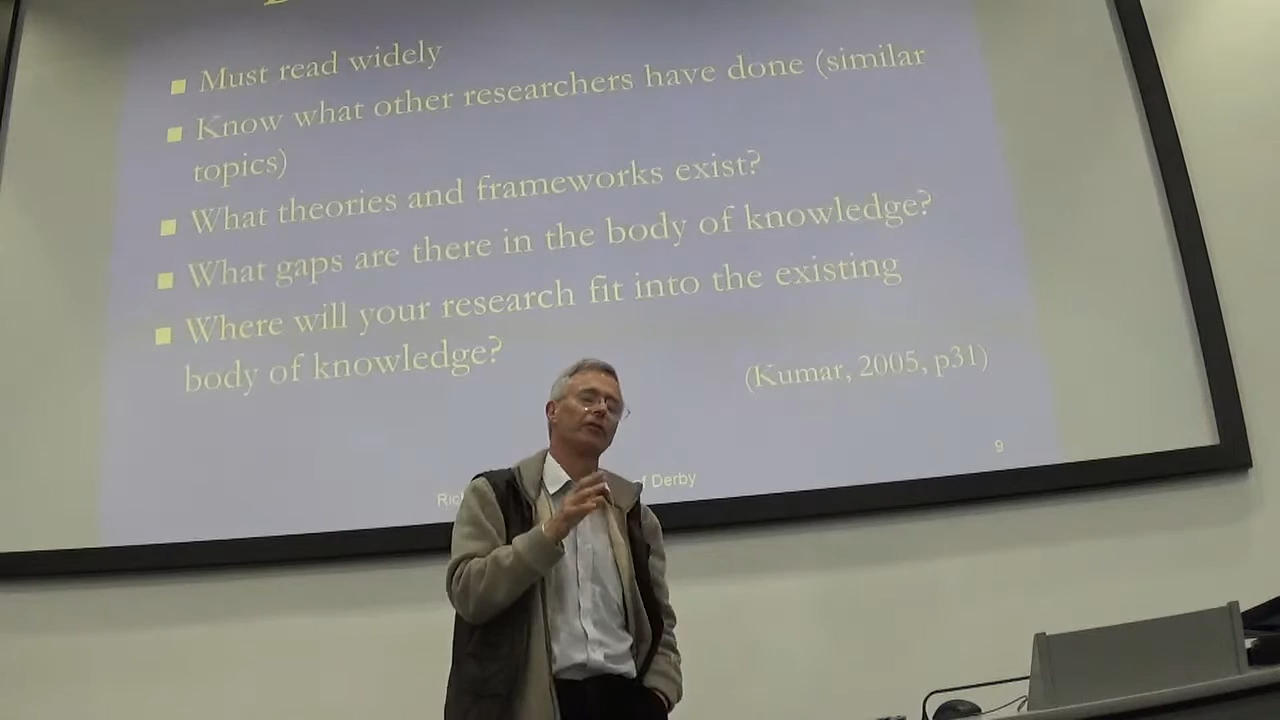 ■ Must read widely
■ Know what other researchers have done (similar
topics)
■ What theories and frameworks exist?
■ What gaps are there in the body of knowledge?
■ Where will your research fit into the existing
body of knowledge?
(Kumar, 2005, p31)
9
Derby